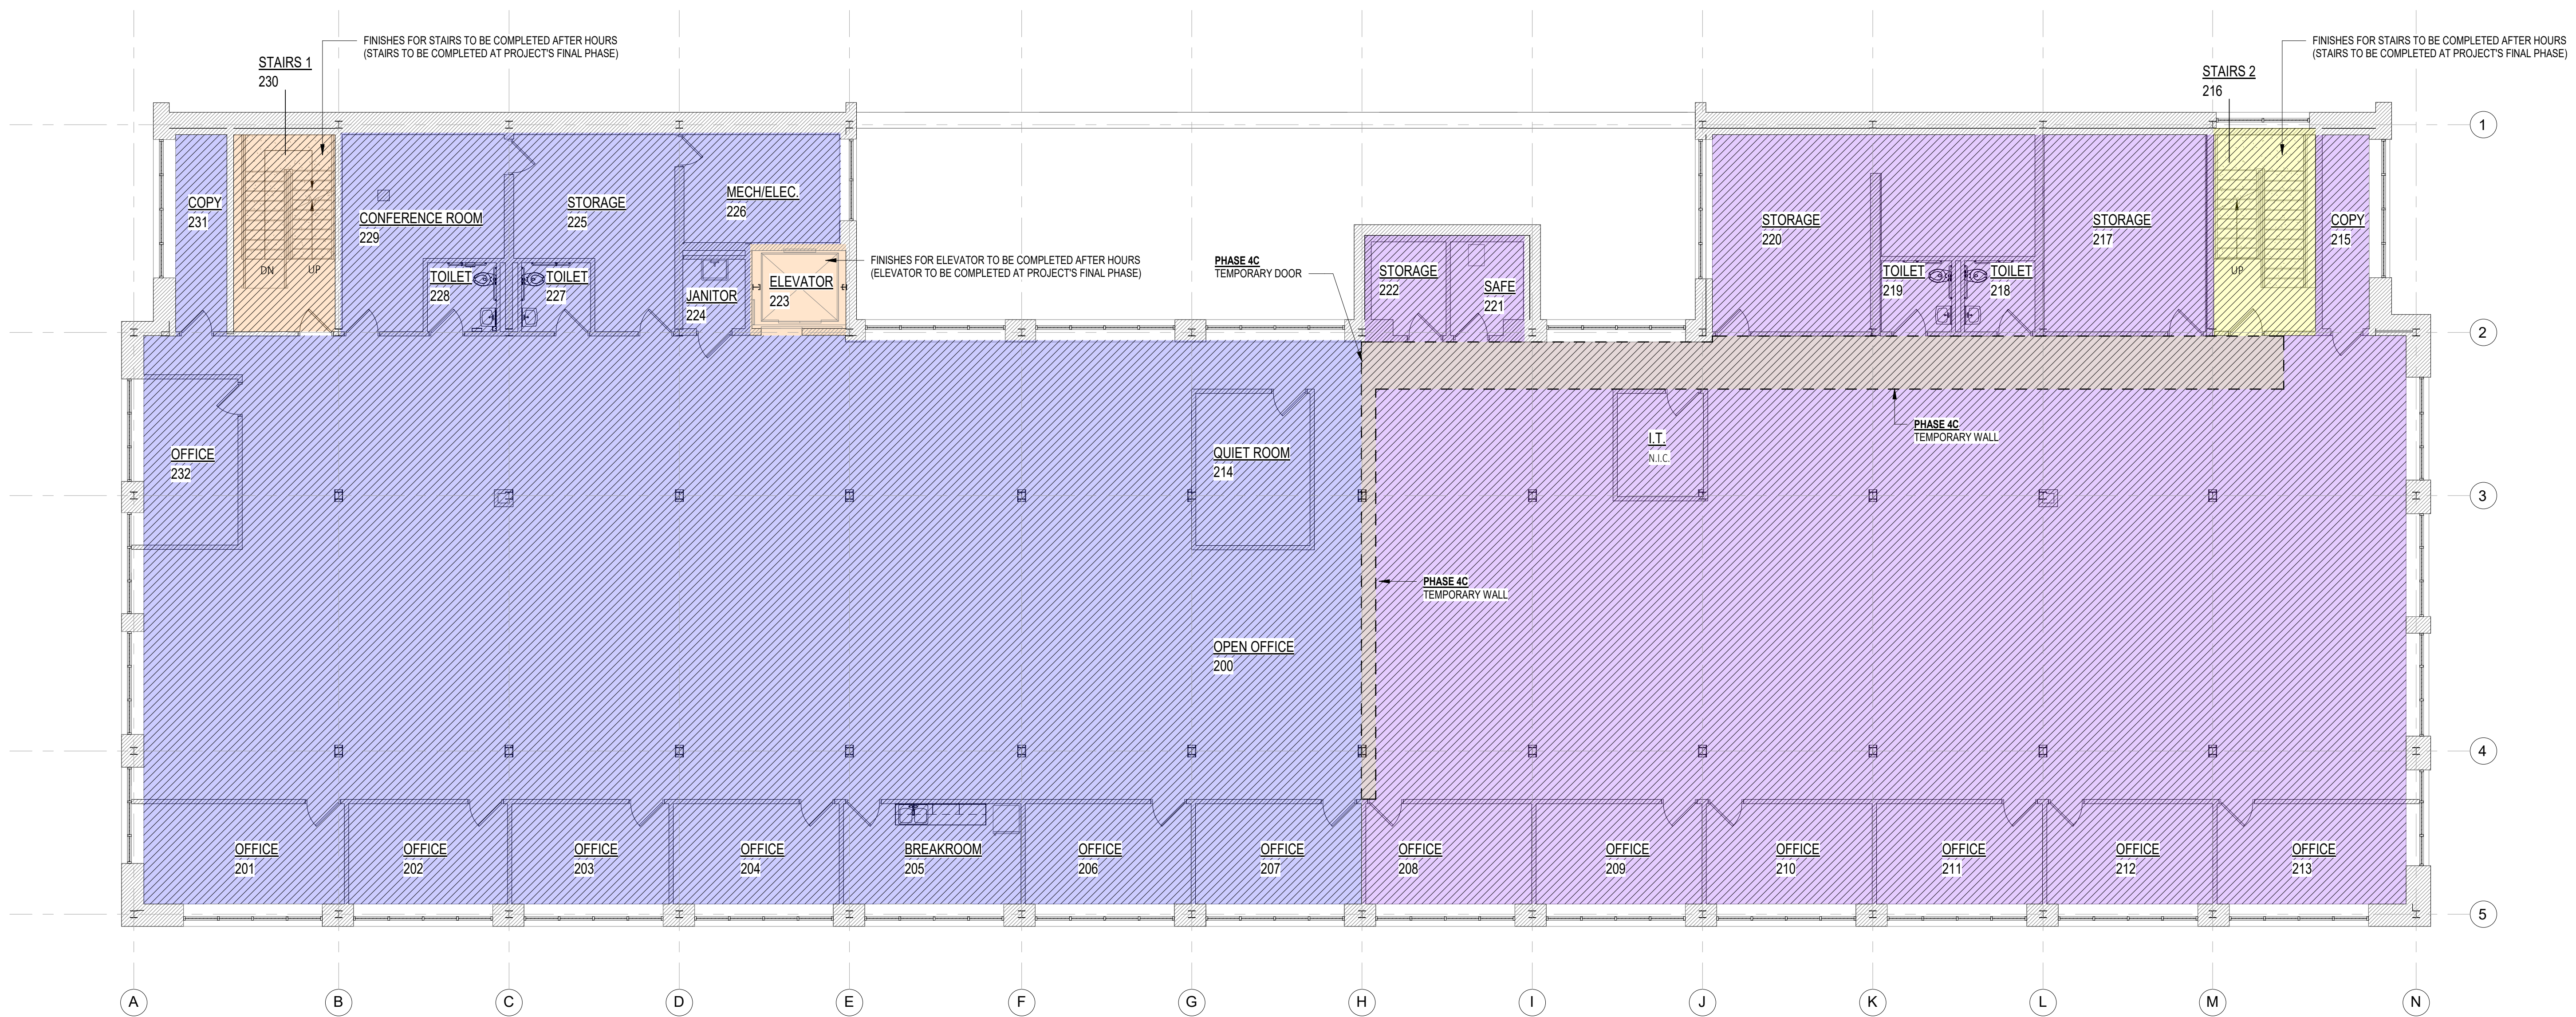 FINISHES FOR STAIRS TO BE COMPLETED AFTER HOURS
(STAIRS TO BE COMPLETED AT PROJECT'S FINAL PHASE)
FINISHES FOR STAIRS TO BE COMPLETED AFTER HOURS
(STAIRS TO BE COMPLETED AT PROJECT'S FINAL PHASE)
STAIRS 1
230
STAIRS 2
216
1
COPY
231
CONFERENCE ROOM
229
STORAGE
225
MECH/ELEC.
226
STORAGE
220
STORAGE
217
COPY
215
DN
UP
TOILET
228
TOILET
227
JANITOR
224
ELEVATOR
223
FINISHES FOR ELEVATOR TO BE COMPLETED AFTER HOURS
(ELEVATOR TO BE COMPLETED AT PROJECT'S FINAL PHASE)
PHASE 4C
TEMPORARY DOOR
STORAGE
222
SAFE
221
TOILET
219
TOILET
218
UP
2
OFFICE
232
QUIET ROOM
214
I.T.
N.I.C.
PHASE 4C
TEMPORARY WALL
3
PHASE 4C
TEMPORARY WALL
OPEN OFFICE
200
4
OFFICE
201
OFFICE
202
OFFICE
203
OFFICE
204
BREAKROOM
205
OFFICE
206
OFFICE
207
OFFICE
208
OFFICE
209
OFFICE
210
OFFICE
211
OFFICE
212
OFFICE
213
5
A
B
C
D
E
F
G
H
I
J
K
L
M
N